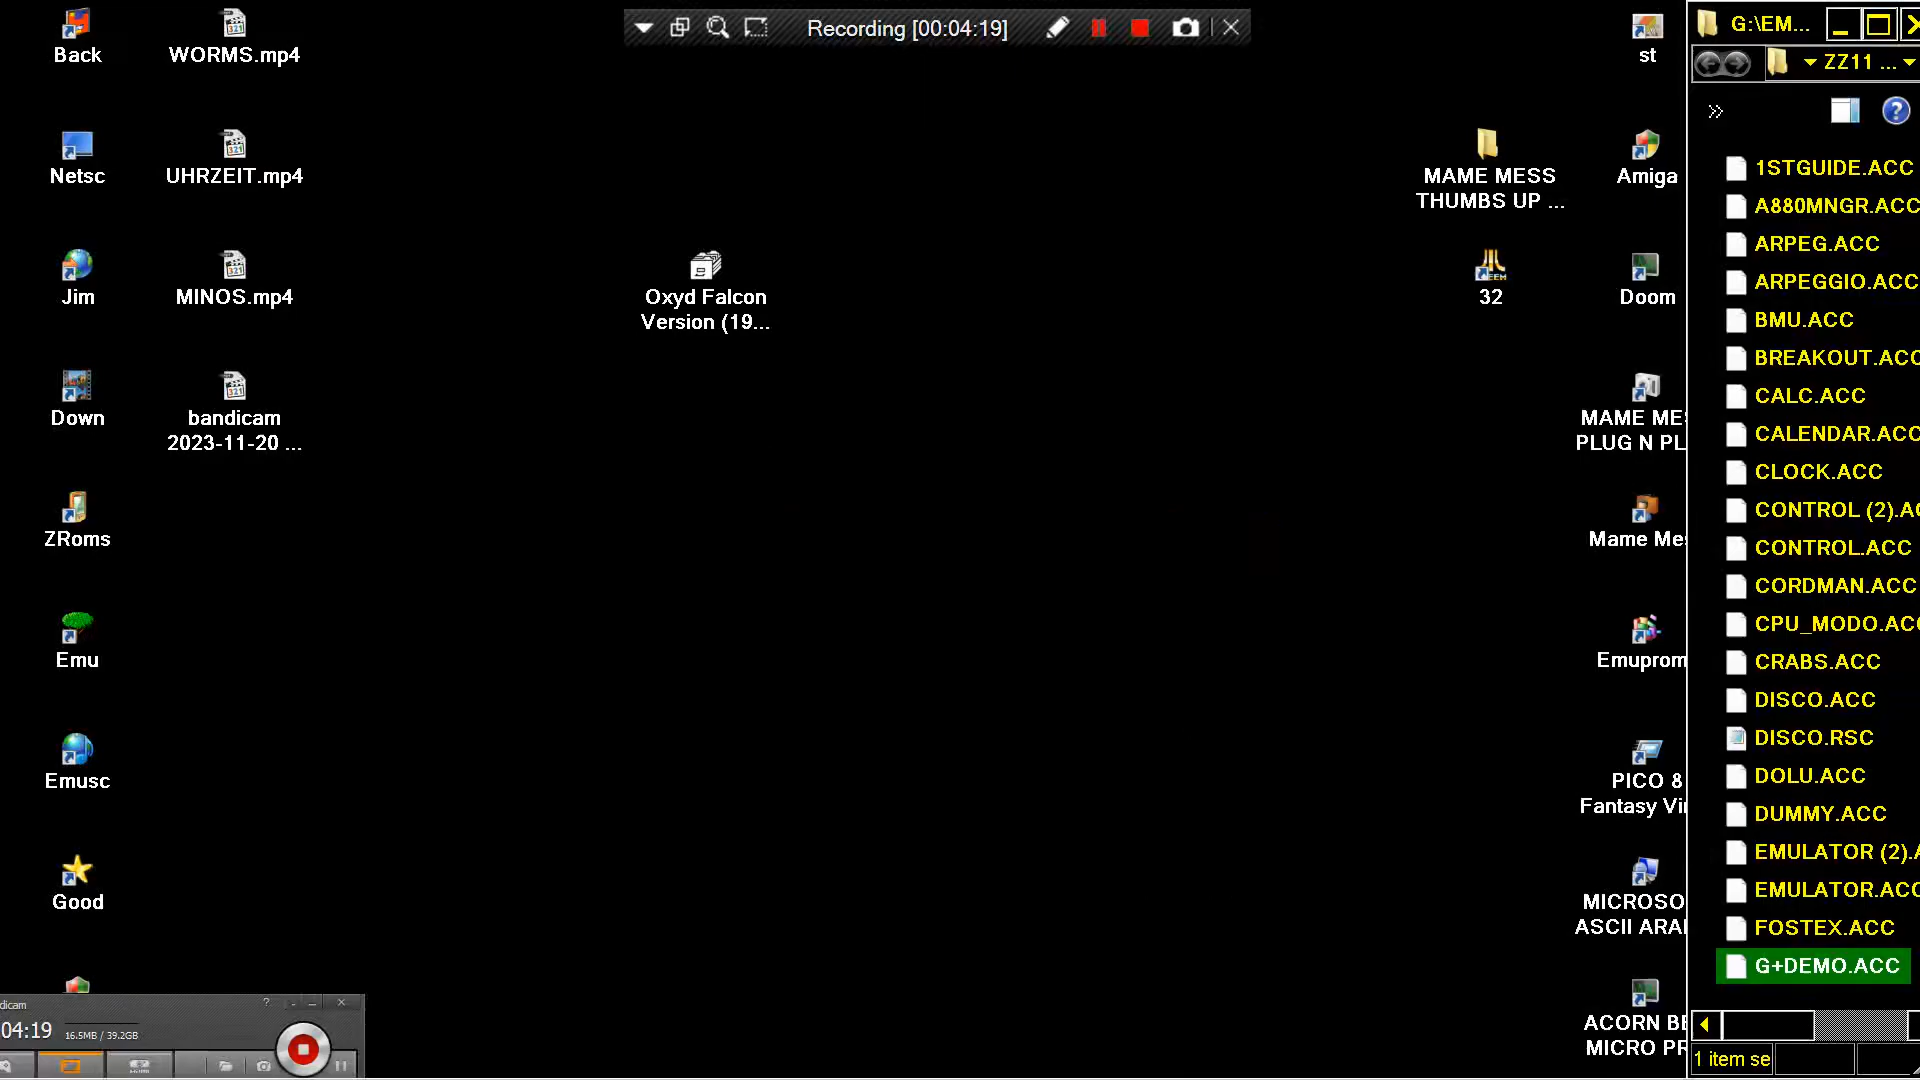 Back
WORMS.mp4
Netsc
UHRZEIT.mp4
Jim
MINOS.mp4
Down
bandicam
2023-11-20 ...
ZRoms
Emu
Emusc
Good
Recording [00:04:19]
Oxyd Falcon
Version (19...
st
MAME MESS
THUMBS UP ...
Amiga
32
Doom
MAME MES
PLUG N PL
Mame Mes
Emuprom
PICO 8
Fantasy Vi
MICROSO
ASCII ARA
ACORN BE
MICRO PR
G:\EM...
ZZ11 ...
1STGUIDE.ACC
A880MNGR.ACC
ARPEG.ACC
ARPEGGIO.ACC
BMU.ACC
BREAKOUT.ACC
CALC.ACC
CALENDAR.ACC
CLOCK.ACC
CONTROL (2).AC
CONTROL.ACC
CORDMAN.ACC
CPU_MODO.ACC
CRABS.ACC
DISCO.ACC
DISCO.RSC
DOLU.ACC
DUMMY.ACC
EMULATOR (2).A
EMULATOR.ACC
FOSTEX.ACC
G+DEMO.ACC
1 item se
dicam
04:19
16.5MB / 39.2GB